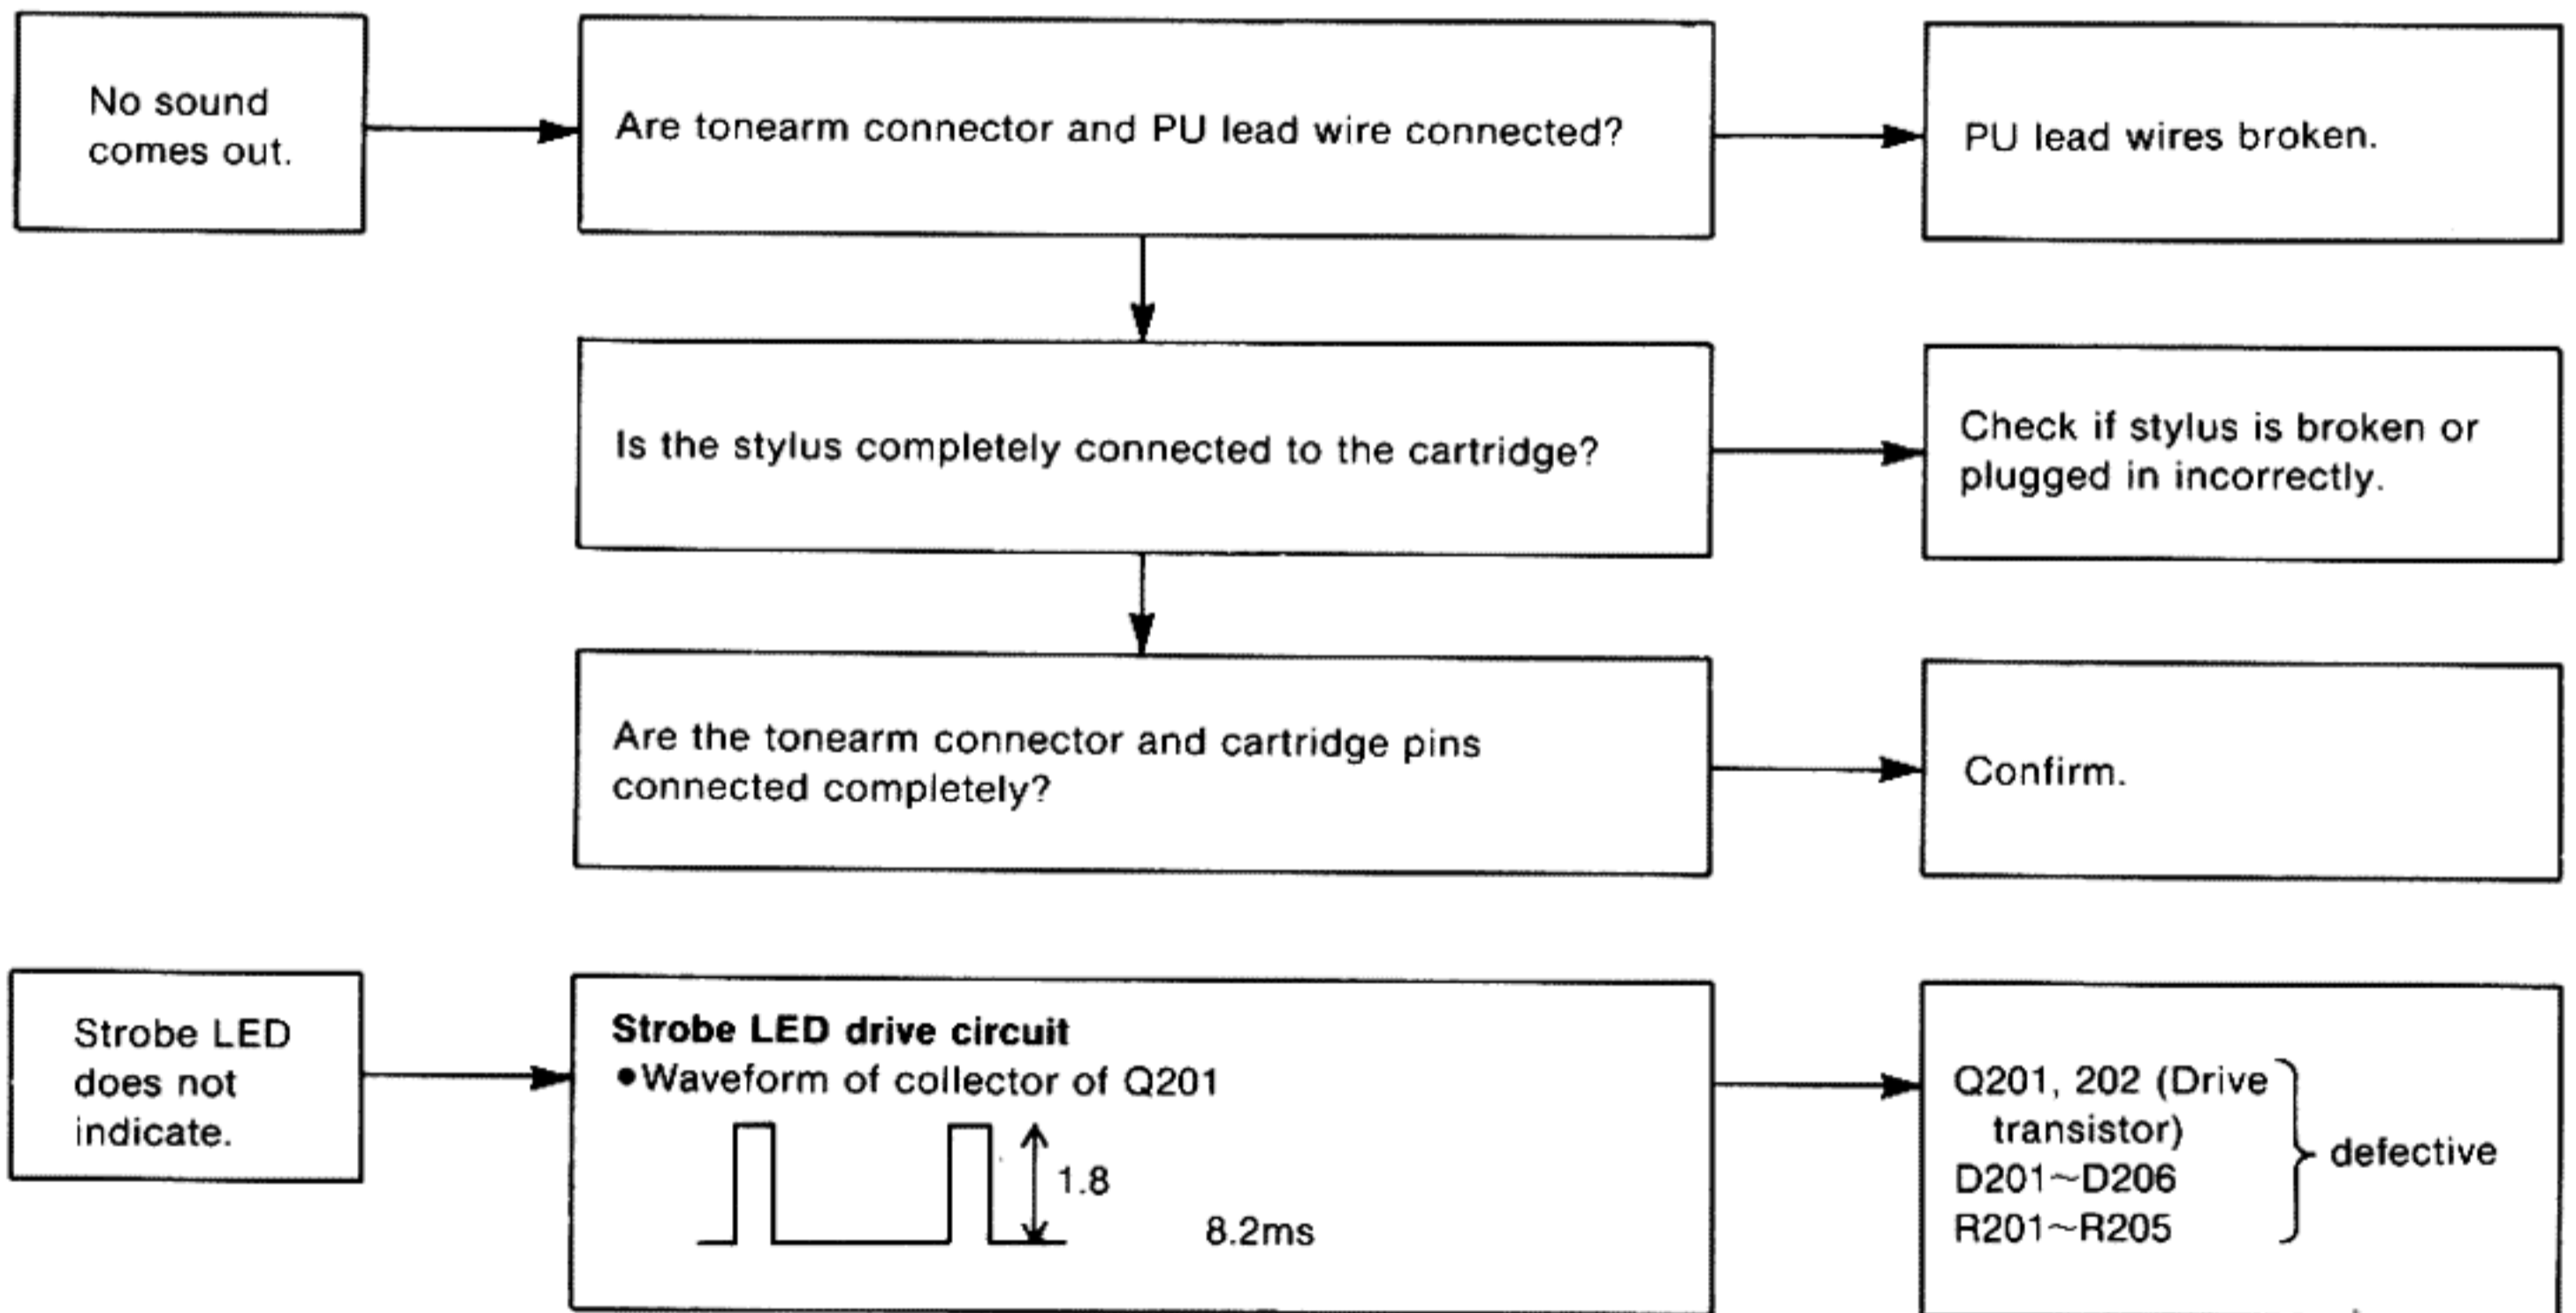 No sound
comes out.
Are tonearm connector and PU lead wire connected?
PU lead wires broken.
Is the stylus completely connected to the cartridge?
Check if stylus is broken or
plugged in incorrectly.
Are the tonearm connector and cartridge pins
connected completely?
Confirm.
Strobe LED
does not
indicate.
Strobe LED drive circuit
●Waveform of collector of Q201
1.8
8.2ms
Q201, 202 (Drive
transistor)
D201~D206
R201~R205
defective